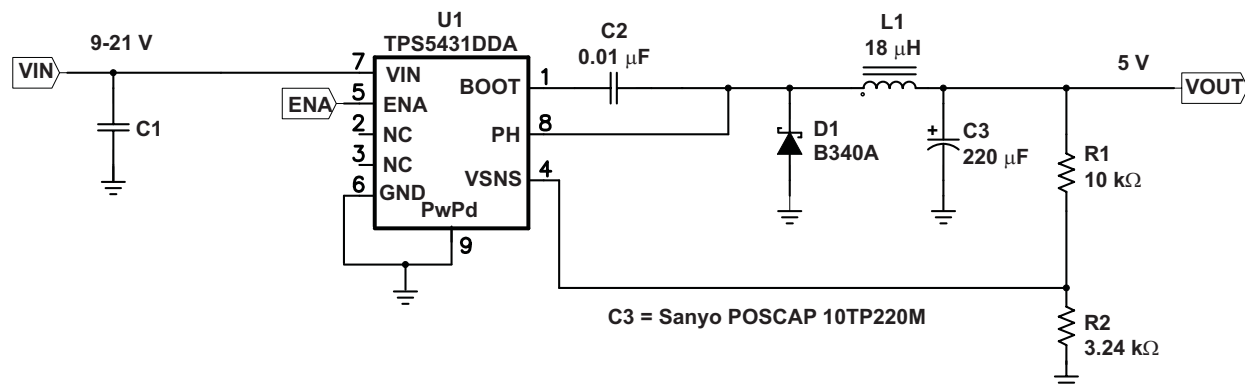 U1
TPS5431DDA
L1
18 μH
C2
0.01 μF
9-21 V
5 V
VIN
7
VIN
BOOT
1
VOUT
ENA
5
ENA
2
NC
PH
8
C1
3
NC
D1
B340A
+
C3
220 μF
R1
10 kΩ
VSNS
4
6
GND
PwPd
9
C3 = Sanyo POSCAP 10TP220M
R2
3.24 kΩ